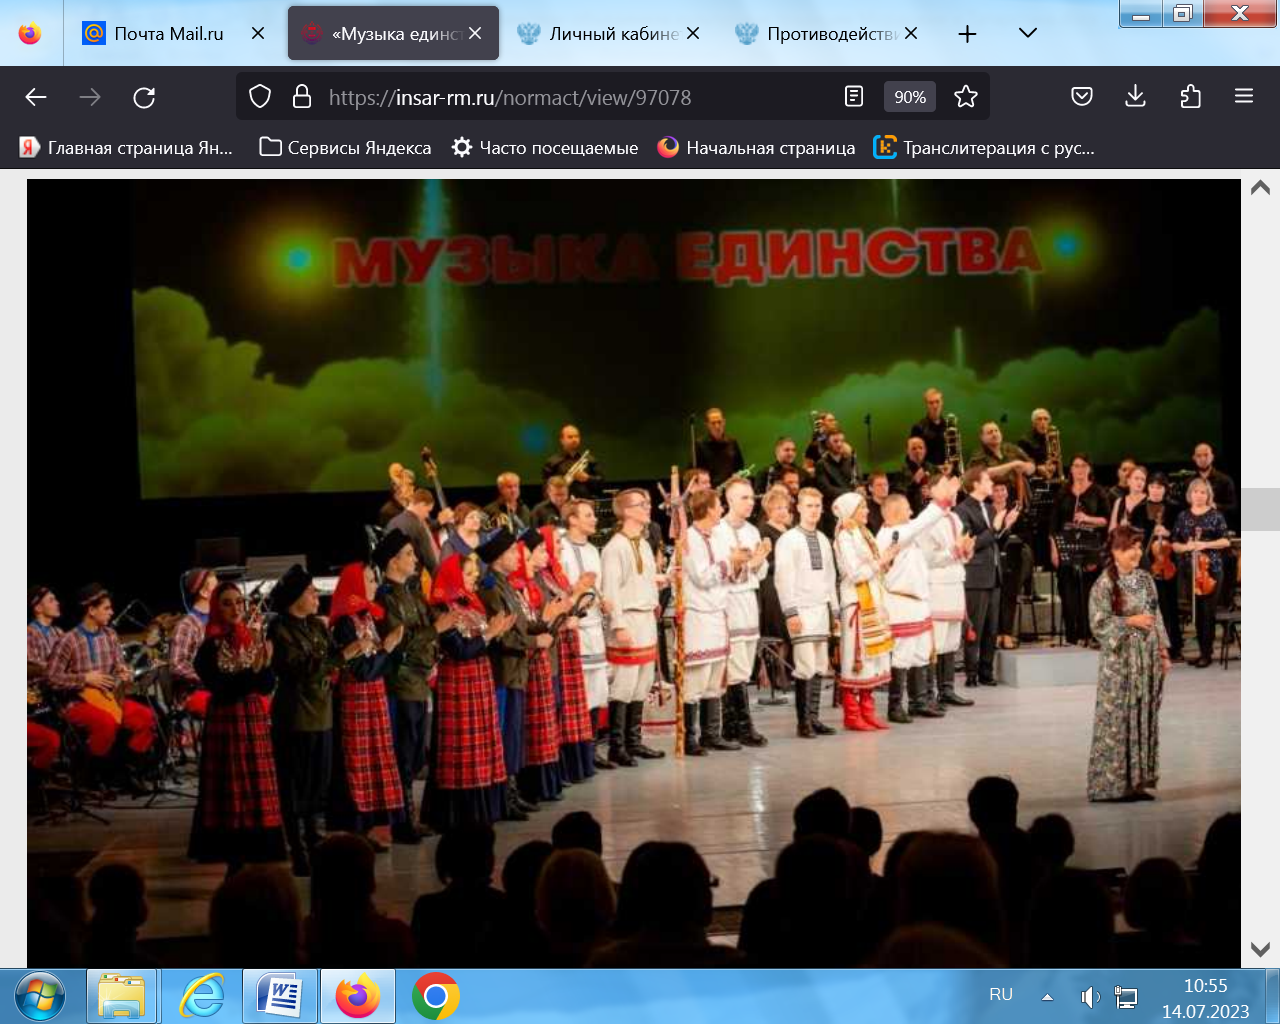 Почта Mail.ru
«Музыка единст
Личный кабине
Противодействи
https://insar-rm.ru/normact/view/97078
90%
Главная страница Ян...
Сервисы Яндекса
Часто посещаемые
Начальная страница
Транслитерация с рус...
МУЗЫКА ЕДИНСТВА
RU
10:55
14.07.2023